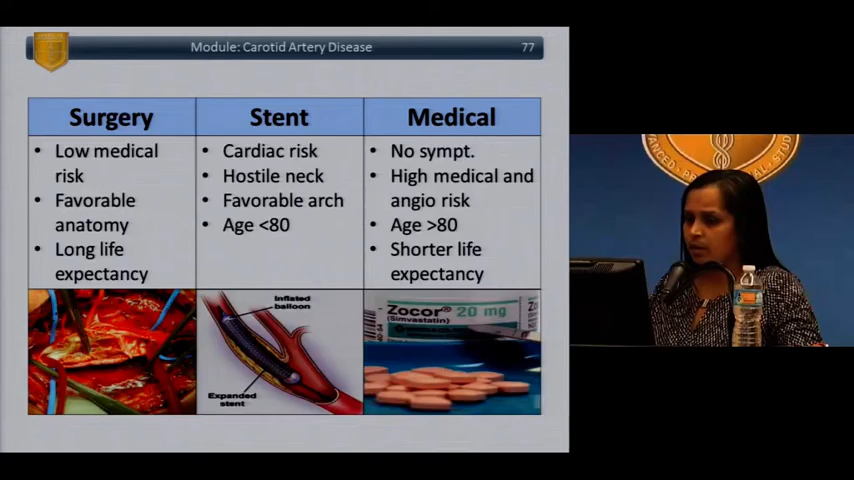 Module: Carotid Artery Disease 77
Surgery
• Low medical
risk
• Favorable
anatomy
• Long life
expectancy
Stent
• Cardiac risk
• Hostile neck
• Favorable arch
• Age <80
Medical
• No sympt.
• High medical and
angio risk
• Age >80
• Shorter life
expectancy
Inflated
balloon
Expanded
stent
Zocor® 20 mg
(Simvastatin)